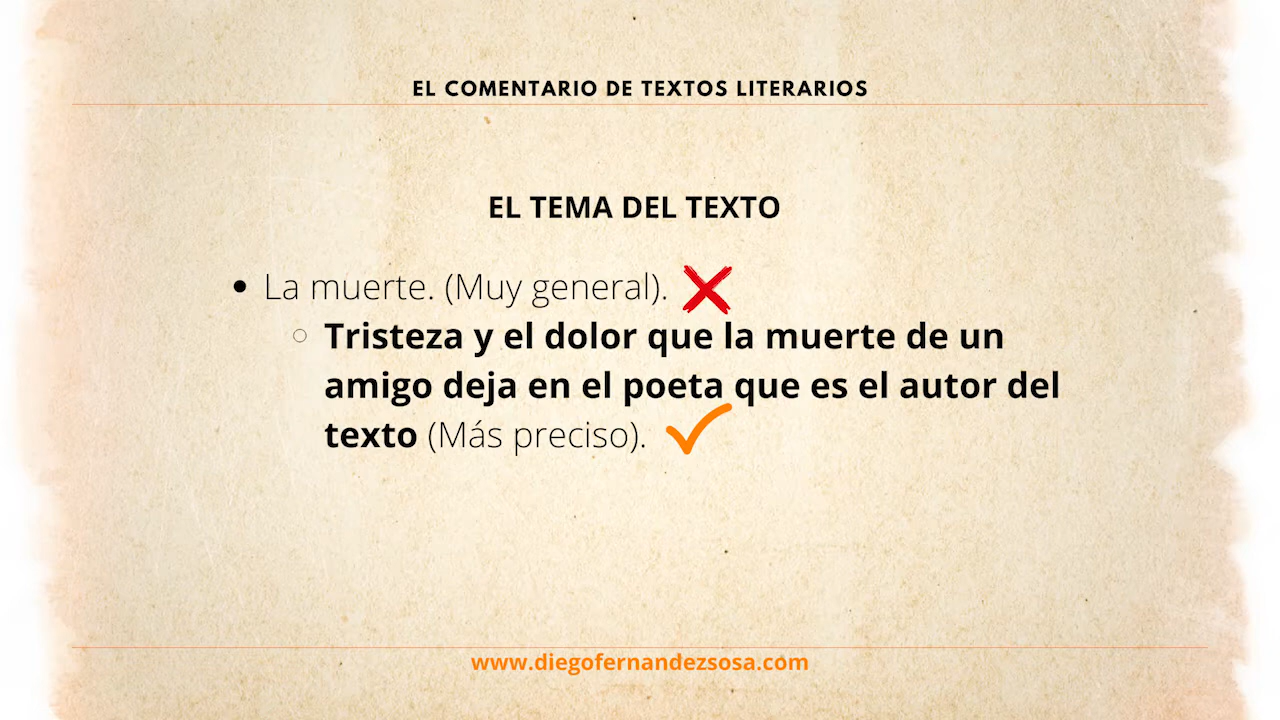 EL COMENTARIO DE TEXTOS LITERARIOS
EL TEMA DEL TEXTO
La muerte. (Muy general).
Tristeza y el dolor que la muerte de un
amigo deja en el poeta que es el autor del
texto (Más preciso).
www.diegofernandezsosa.com